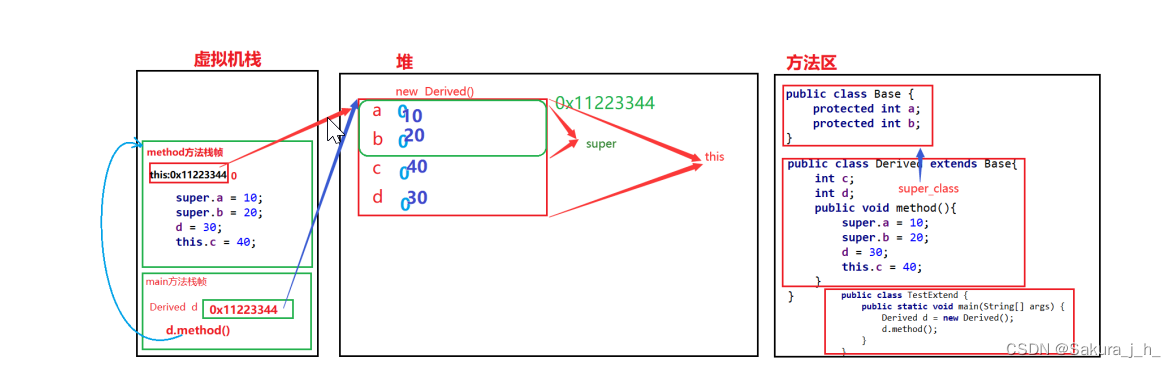 虚拟机栈
method方法栈帧
this:0x11223344 0
super.a = 10;
super.b = 20;
d = 30;
this.c = 40;
main方法栈帧
Derived d 0x11223344
d.method()
堆
new Derived()
0x11223344
a 0 10
b 0 20
c 0 40
d 0 30
super
this
方法区
public class Base {
protected int a;
protected int b;
}
public class Derived extends Base{
super_class
int c;
int d;
public void method(){
super.a = 10;
super.b = 20;
d = 30;
this.c = 40;
}
}
public class TestExtend {
public static void main(String[] args) {
Derived d = new Derived();
d.method();
}
}
CSDN @Sakura_j_h_